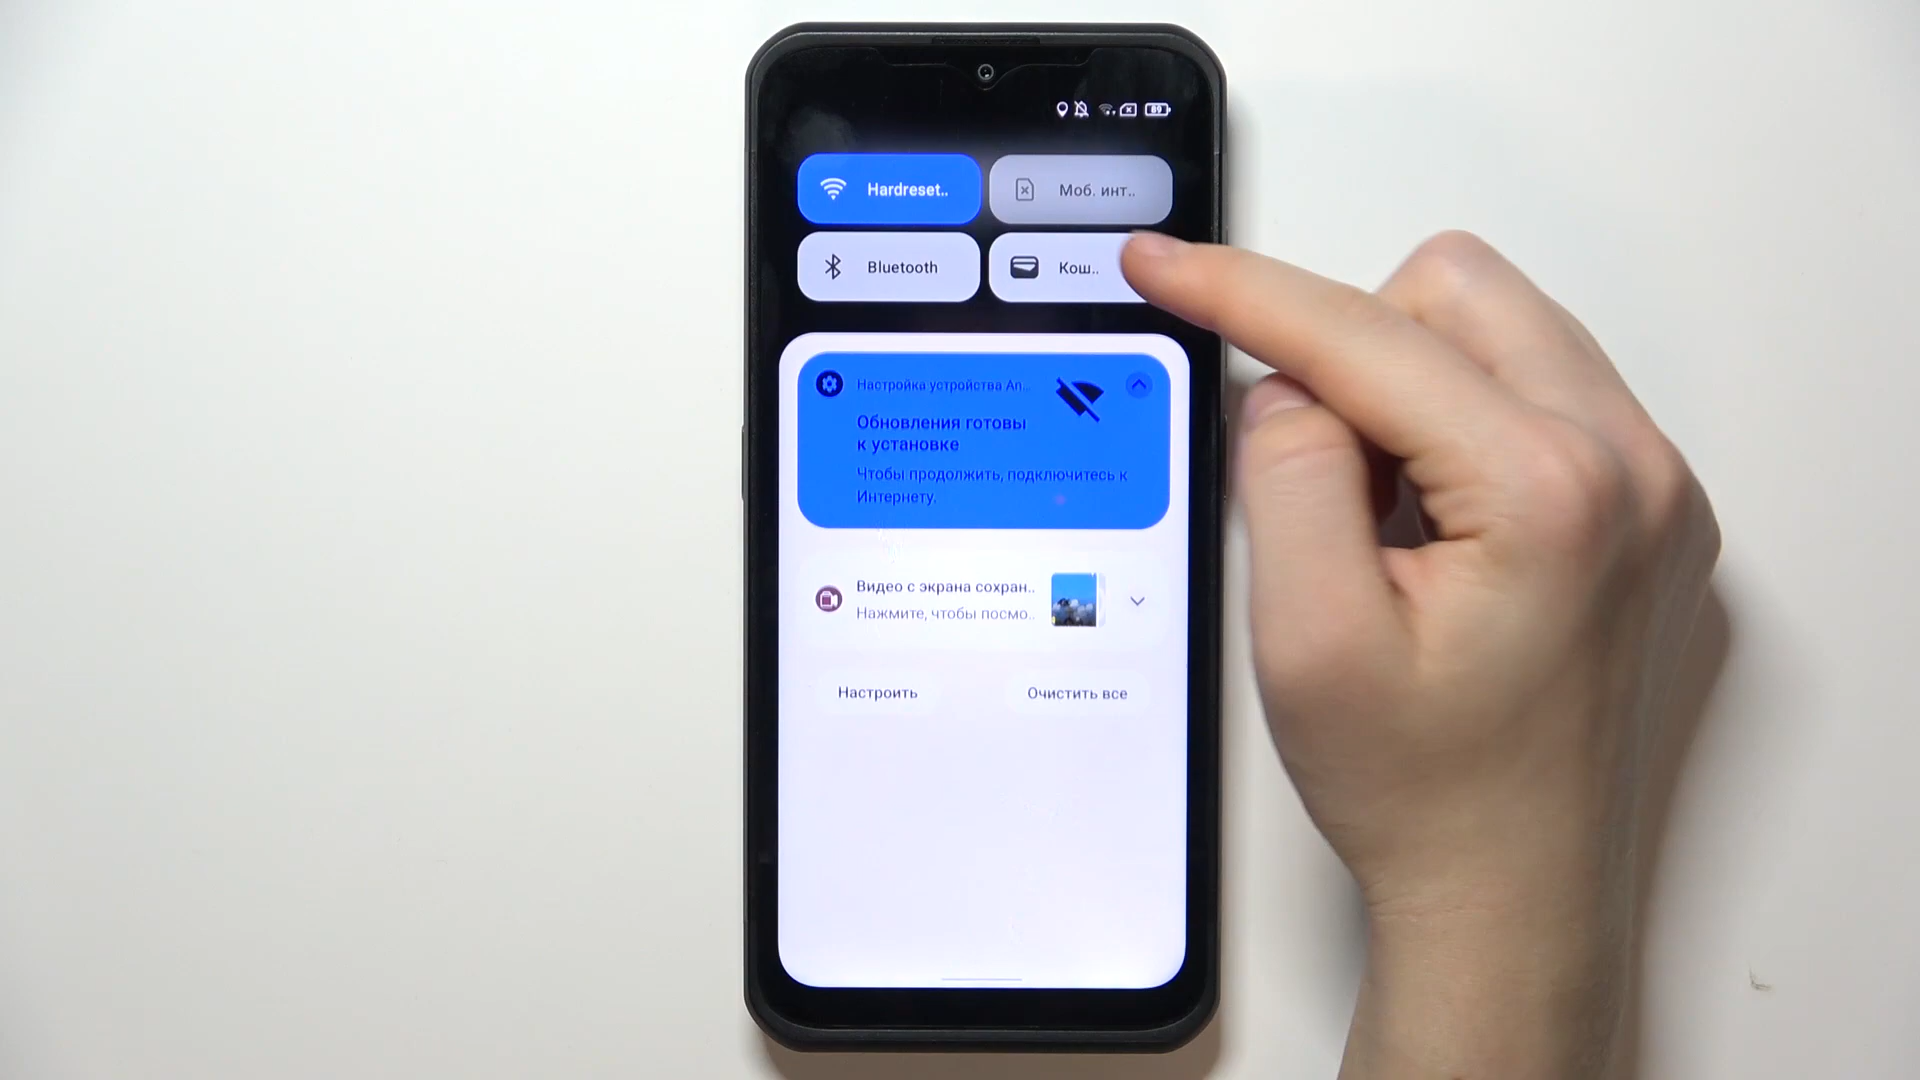 89
Hardreset..
Моб. инт..
Bluetooth
Кош..
Настройка устройства An..
Обновления готовы
к установке
Чтобы продолжить, подключитесь к
Интернету.
Видео с экрана сохран..
Нажмите, чтобы посмо..
Настроить
Очистить все